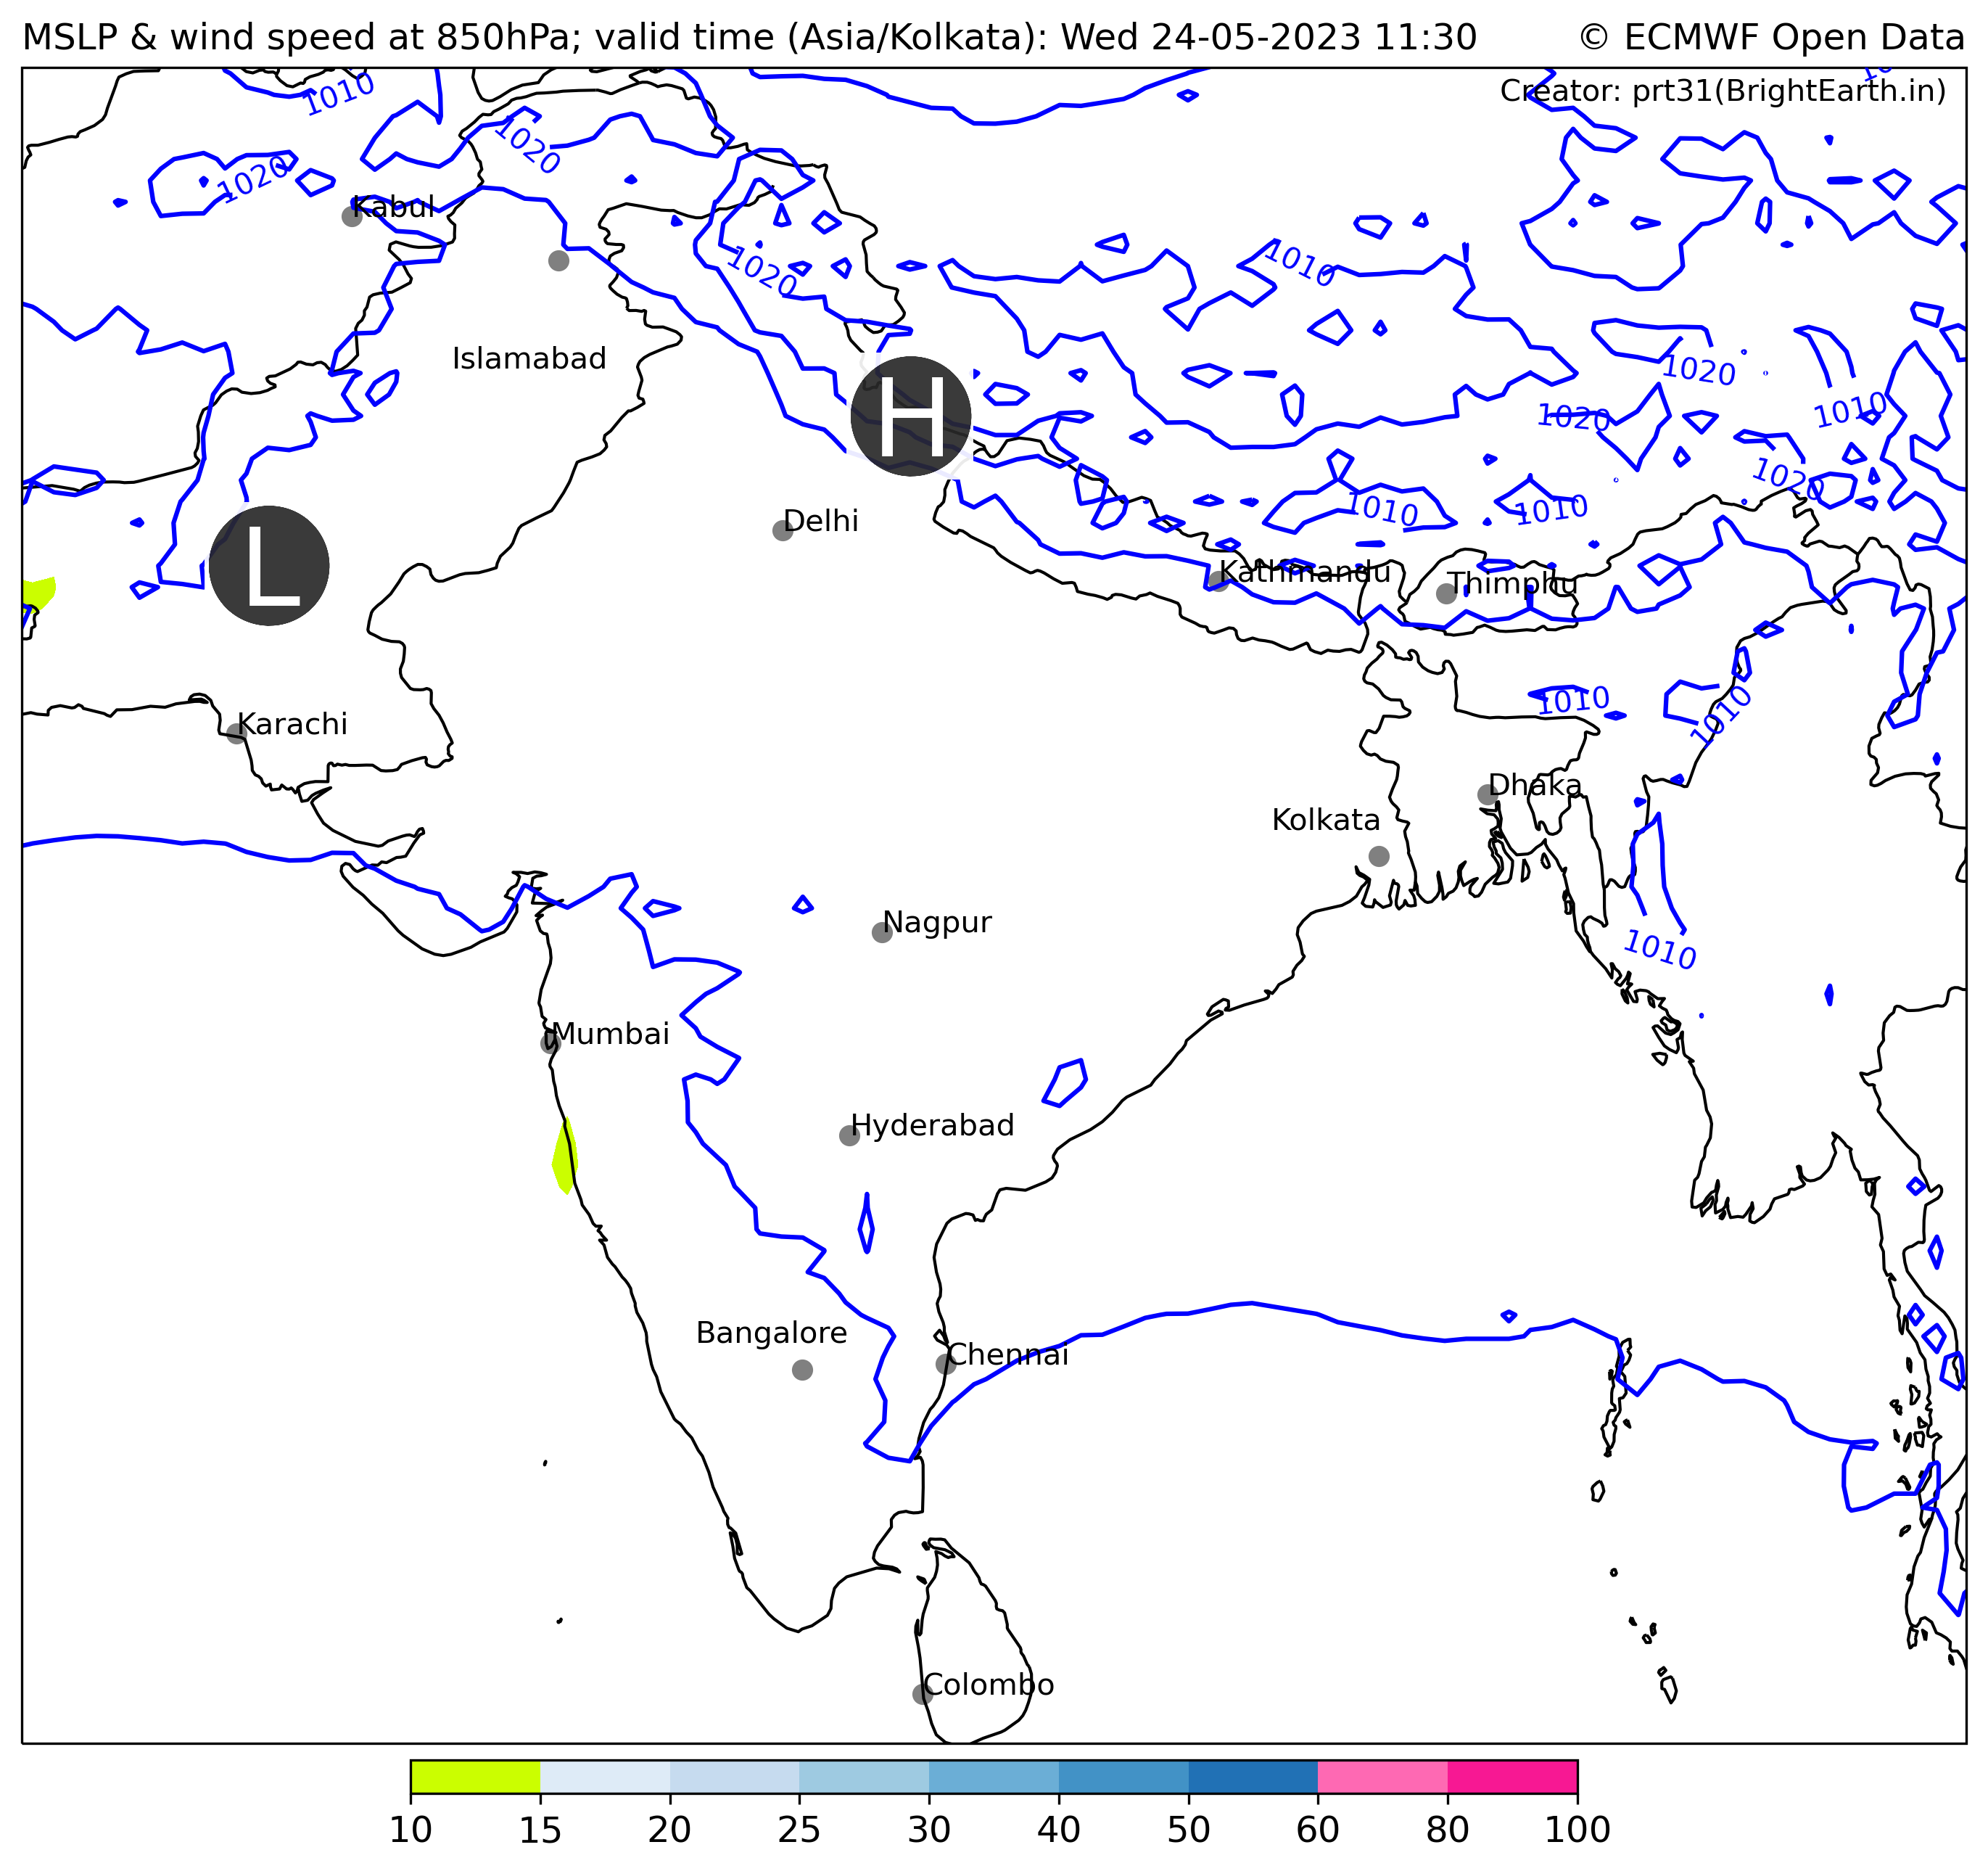 MSLP & wind speed at 850hPa; valid time (Asia/Kolkata): Wed 24-05-2023 11:30
© ECMWF Open Data
Creator: prt31(BrightEarth.in)
1010
1020
1020
Kabul
1020
1010
Islamabad
H
1020
1010
1020
1020
1010
1010
Delhi
L
Kathmandu
Thimphu
1010
1010
Karachi
Dhaka
Kolkata
Nagpur
1010
Mumbai
Hyderabad
Bangalore
Chennai
Colombo
10 15 20 25 30 40 50 60 80 100